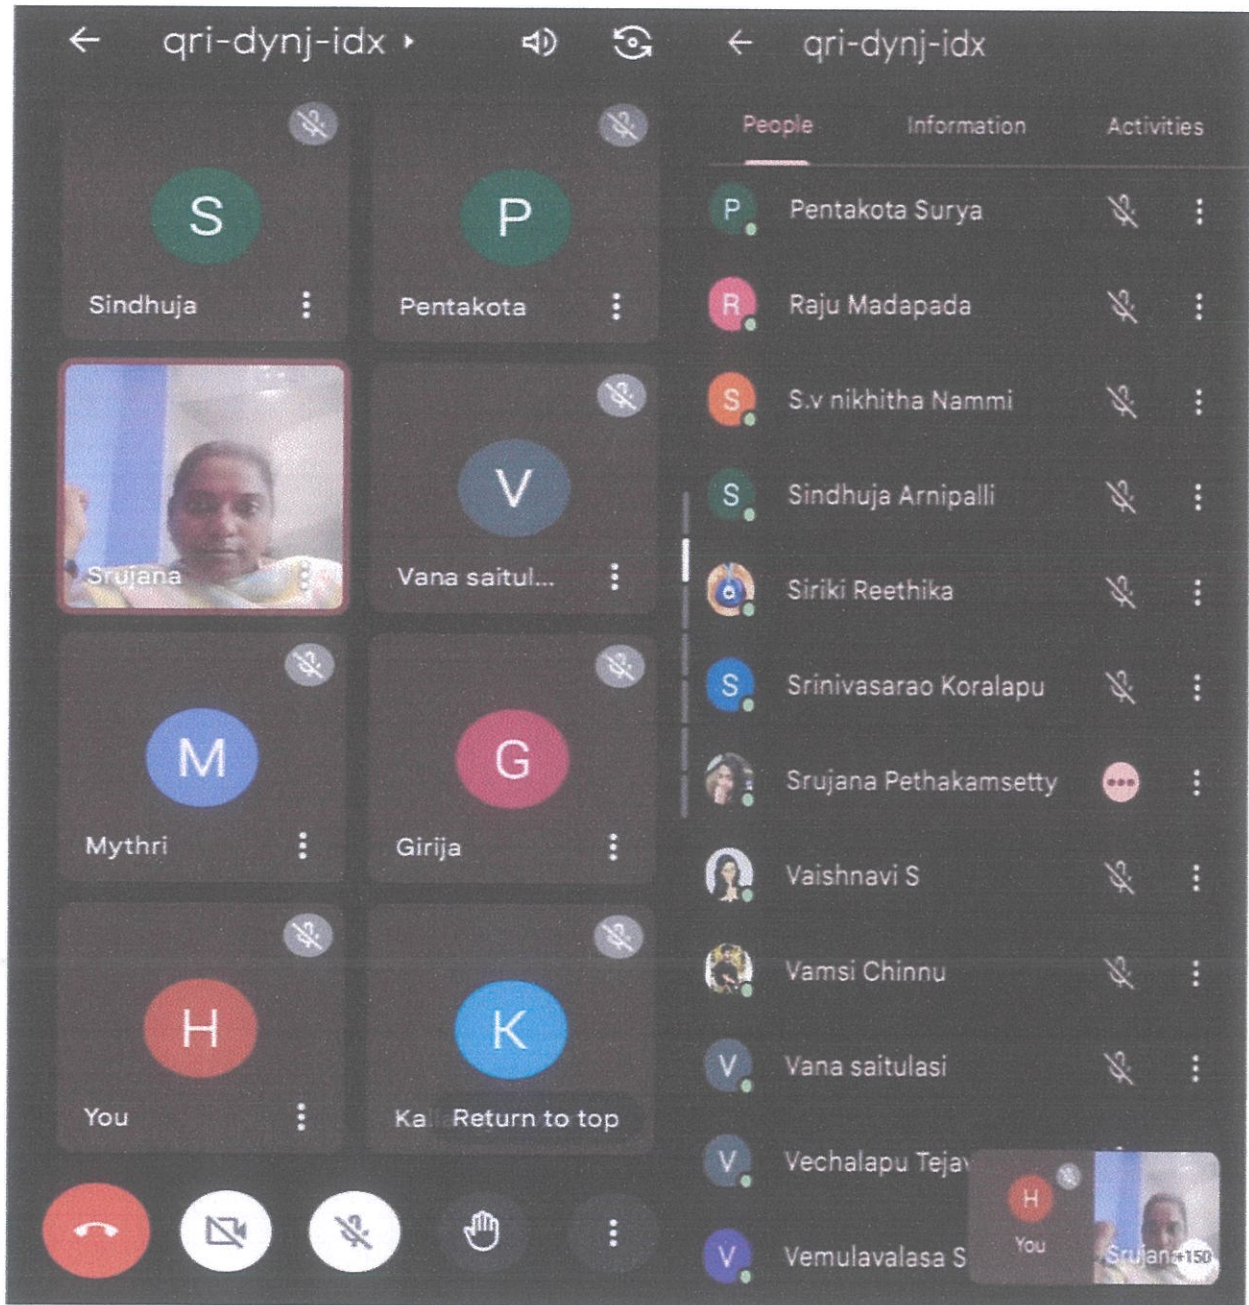 qri-dynj-idx
S
P
Sindhuja
Pentakota
Srujana
V
Vana saitul...
M
G
Mythri
Girija
H
K
You
Return to top
qri-dynj-idx
People Information Activities
P Pentakota Surya
R Raju Madapada
S S.v nikhitha Nammi
S Sindhuja Arnipalli
Siriki Reethika
S Srinivasarao Koralapu
Srujana Pethakamsetty
Vaishnavi S
Vamsi Chinnu
V Vana saitulasi
V Vechalapu
V Vemulavalasa S
H
You
Srujana
+150